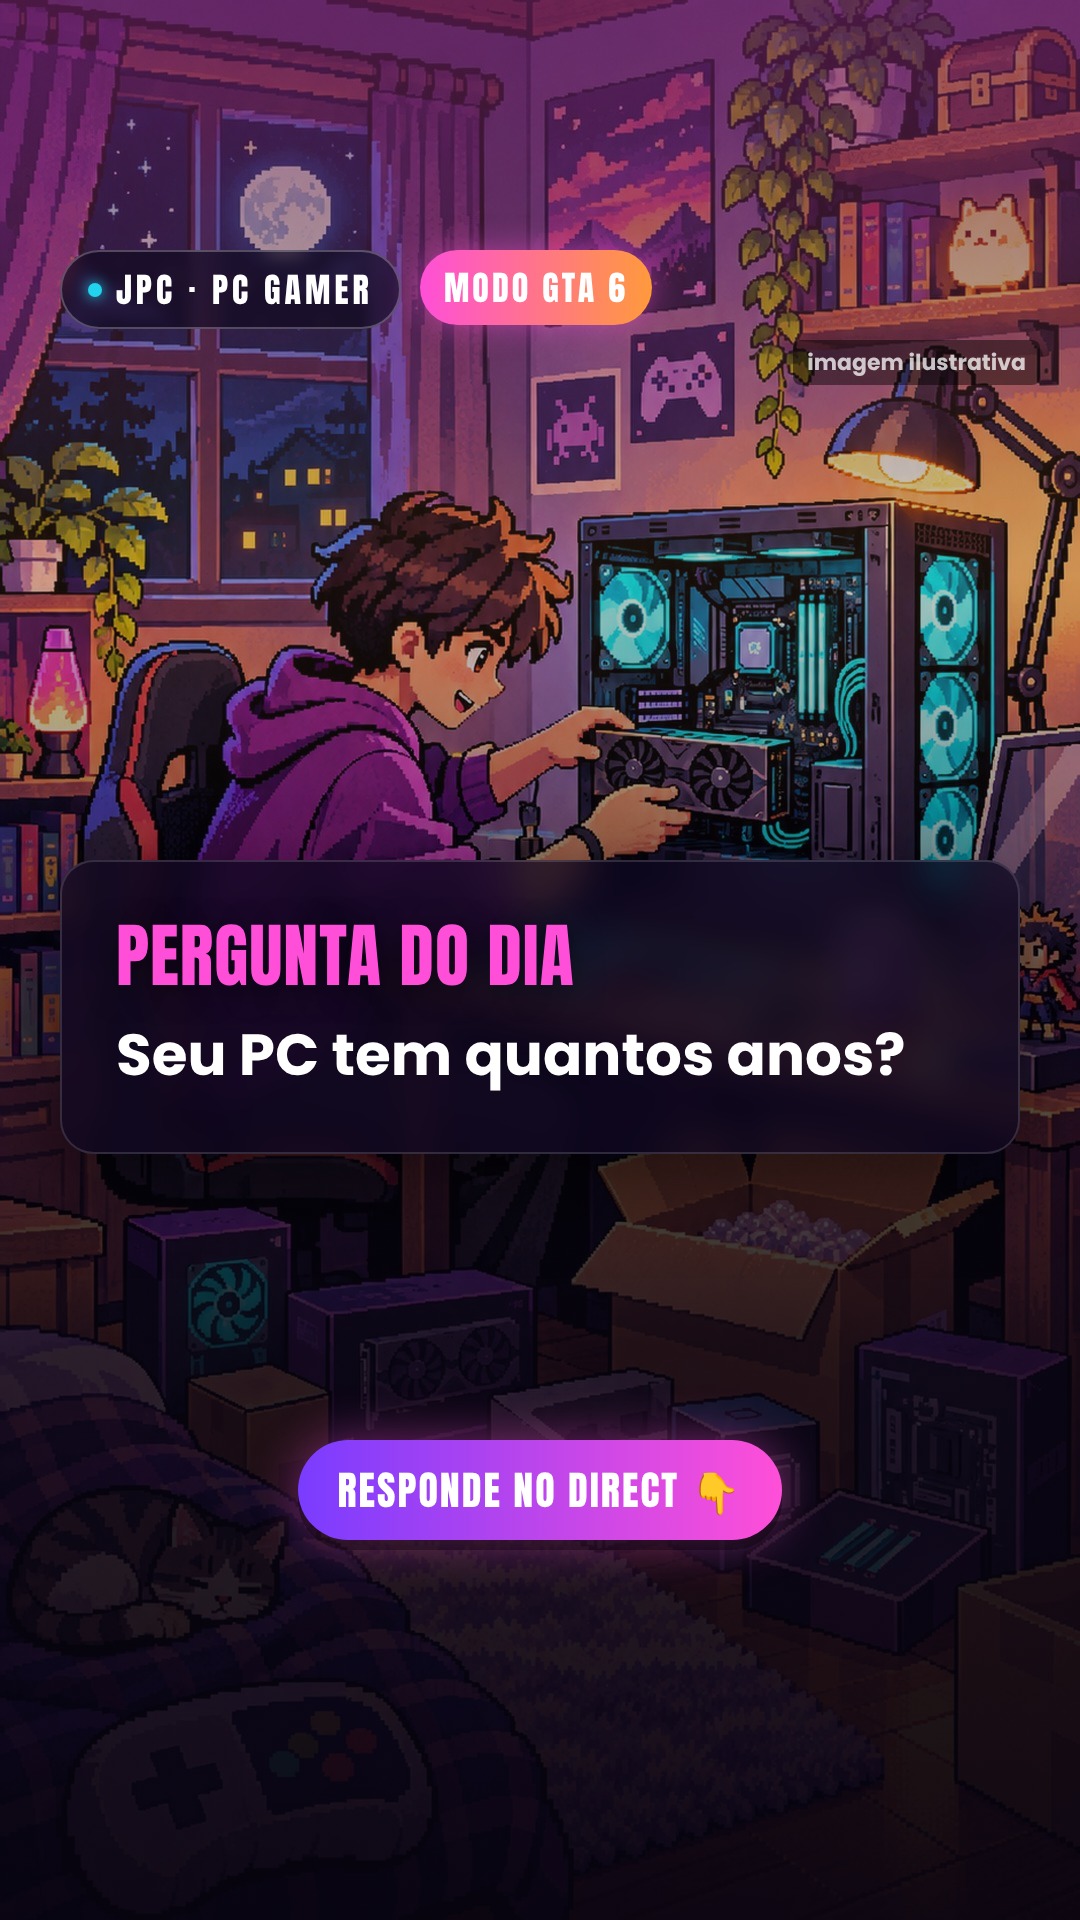 JPC · PC GAMER
MODO GTA 6
imagem ilustrativa
PERGUNTA DO DIA
Seu PC tem quantos anos?
RESPONDE NO DIRECT 👇